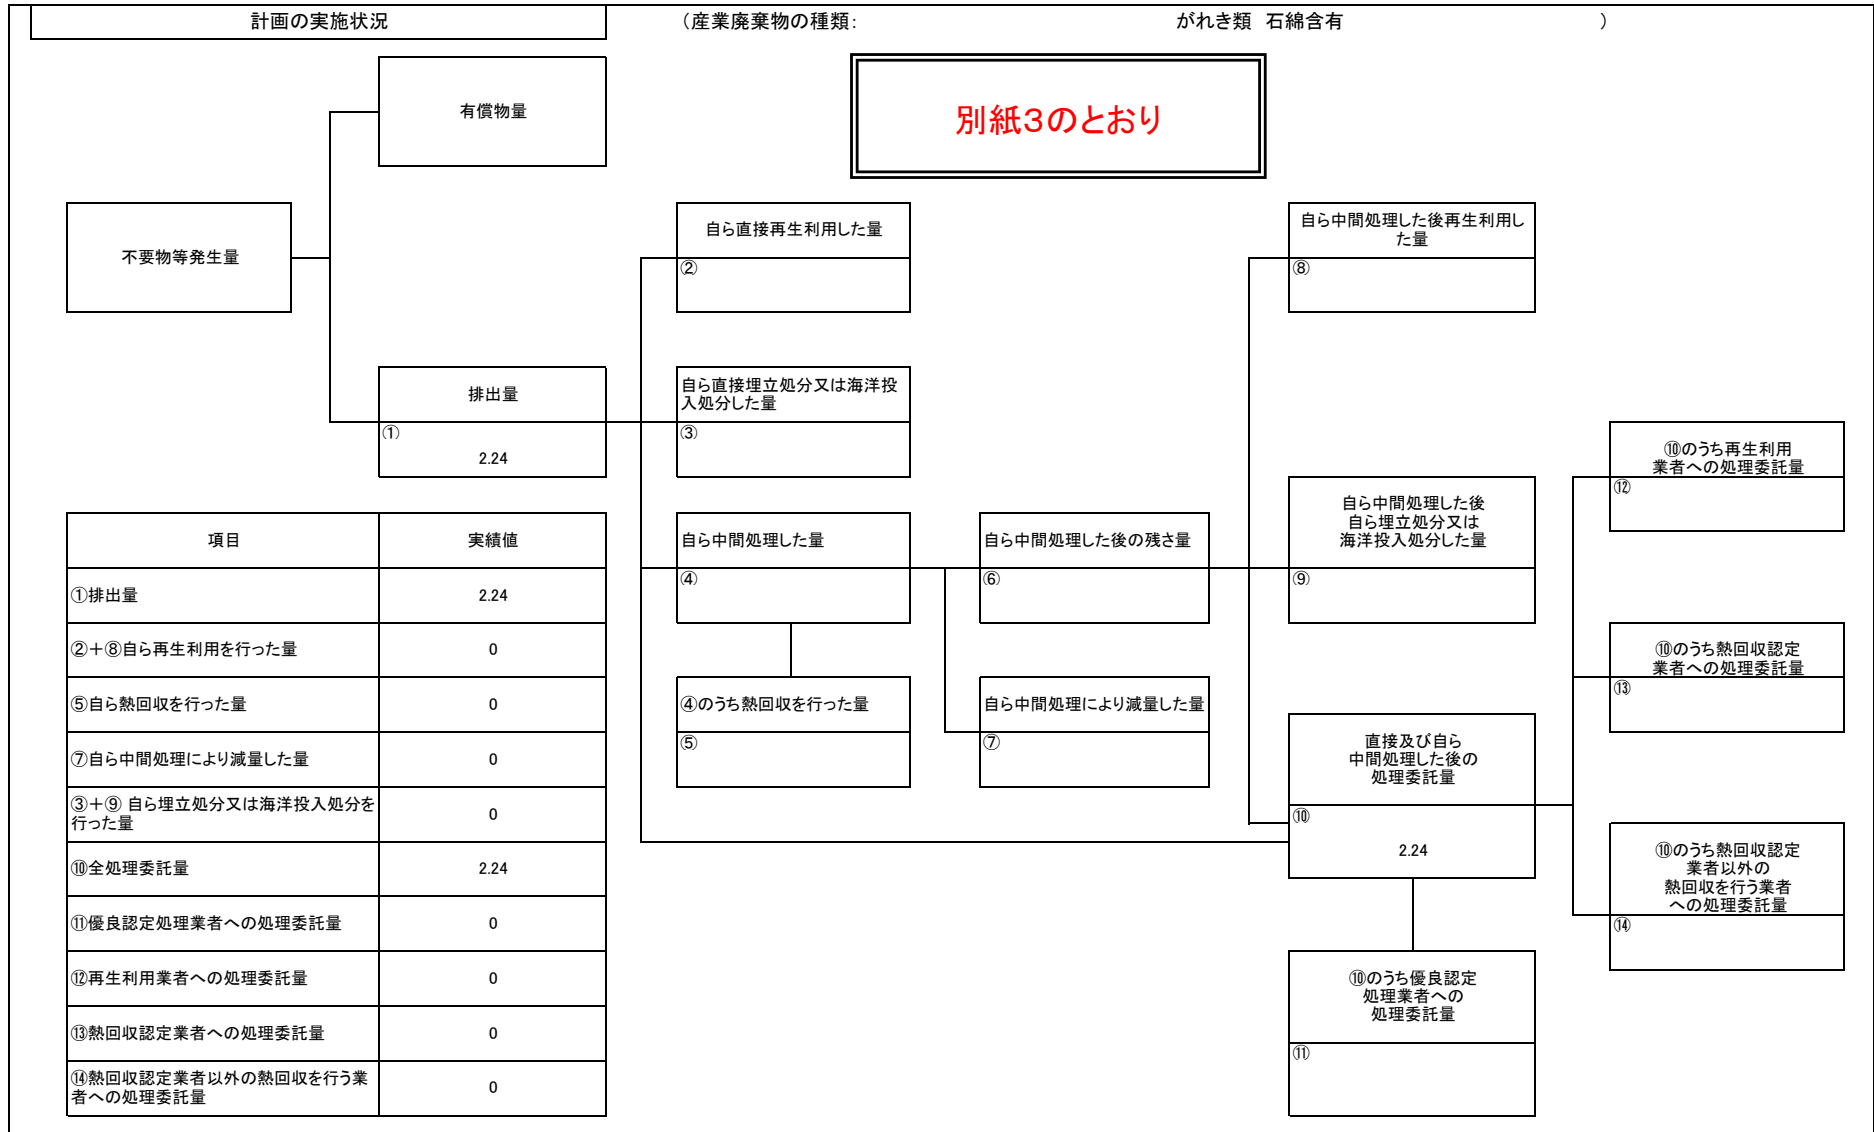 計画の実施状況
（産業廃棄物の種類： がれき類 石綿含有 ）
有償物量
別紙３のとおり
不要物等発生量
自ら直接再生利用した量
②
自ら中間処理した後再生利用し
た量
⑧
排出量
①
2.24
自ら直接埋立処分又は海洋投
入処分した量
③
⑩のうち再生利用
業者への処理委託量
⑫
自ら中間処理した量
④
自ら中間処理した後の残さ量
⑥
自ら中間処理した後
自ら埋立処分又は
海洋投入処分した量
⑨
④のうち熱回収を行った量
⑤
自ら中間処理により減量した量
⑦
⑩のうち熱回収認定
業者への処理委託量
⑬
直接及び自ら
中間処理した後の
処理委託量
⑩
2.24
⑩のうち熱回収認定
業者以外の
熱回収を行う業者
への処理委託量
⑭
⑩のうち優良認定
処理業者への
処理委託量
⑪
項目 実績値
①排出量 2.24
②＋⑧自ら再生利用を行った量 0
⑤自ら熱回収を行った量 0
⑦自ら中間処理により減量した量 0
③＋⑨ 自ら埋立処分又は海洋投入処分を
行った量 0
⑩全処理委託量 2.24
⑪優良認定処理業者への処理委託量 0
⑫再生利用業者への処理委託量 0
⑬熱回収認定業者への処理委託量 0
⑭熱回収認定業者以外の熱回収を行う業
者への処理委託量 0